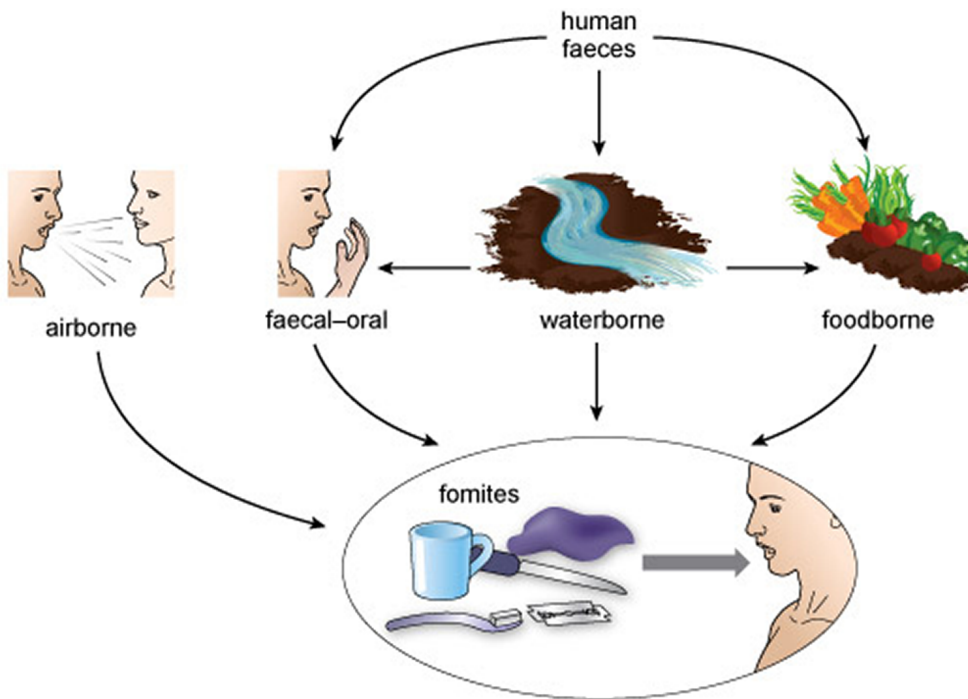 human
faeces
airborne
faecal–oral
waterborne
foodborne
fomites